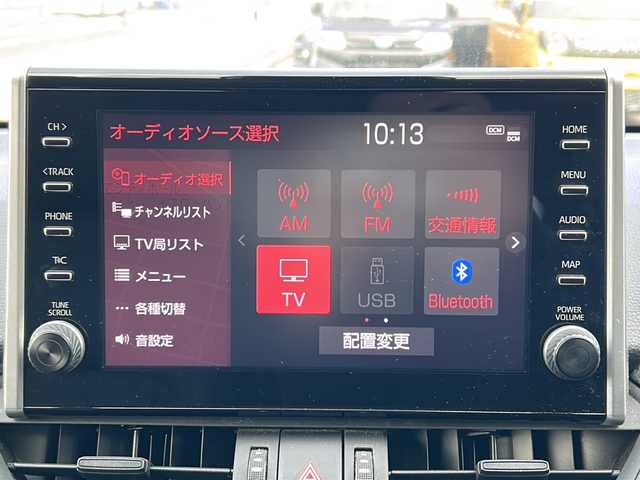 CH >
<TRACK
PHONE
TUNE
SCROLL
オーディオソース選択
10:13
DCM
DCM
オーディオ選択
チャンネルリスト
TV局リスト
メニュー
各種切替
音設定
AM
FM
交通情報
TV
USB
Bluetooth
配置変更
HOME
MENU
AUDIO
MAP
POWER
VOLUME